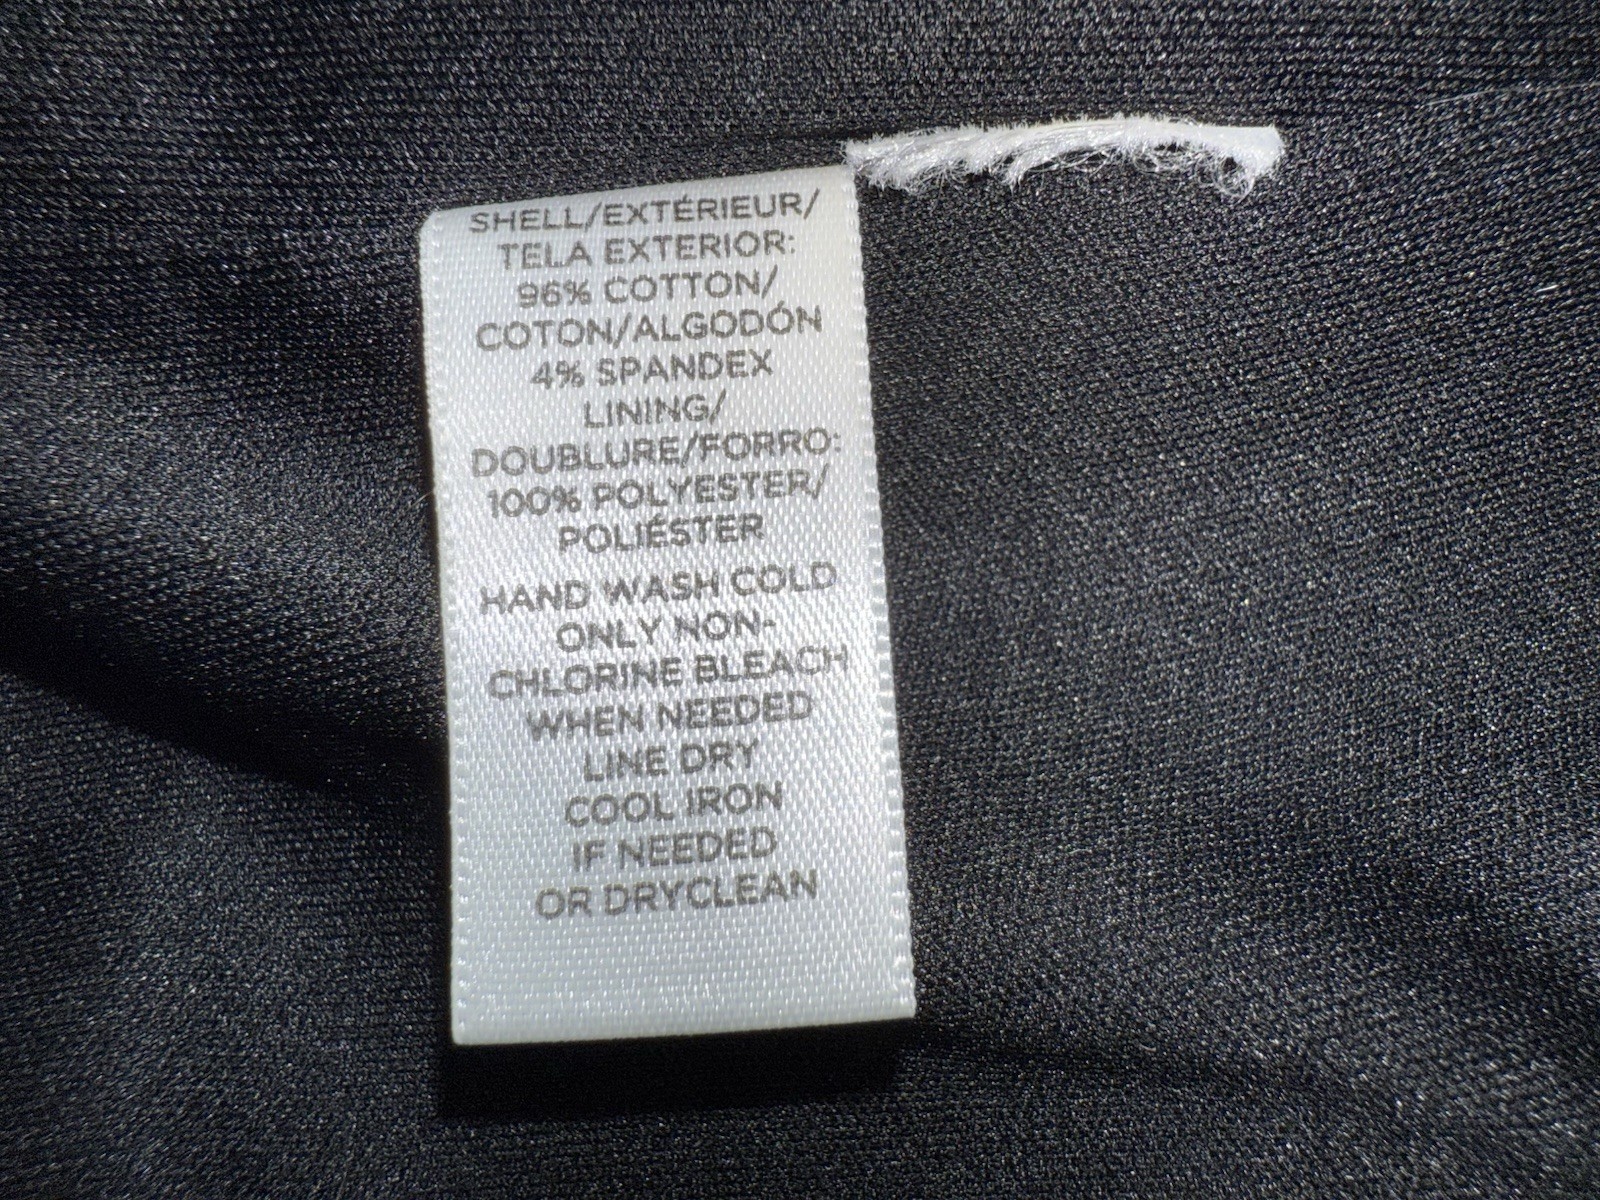 SHELL/EXTÉRIEUR/
TELA EXTERIOR:
96% COTTON/
COTON/ALGODÓN
4% SPANDEX
LINING/
DOUBLURE/FORRO:
100% POLYESTER/
POLIÉSTER
HAND WASH COLD
ONLY NON-
CHLORINE BLEACH
WHEN NEEDED
LINE DRY
COOL IRON
IF NEEDED
OR DRYCLEAN